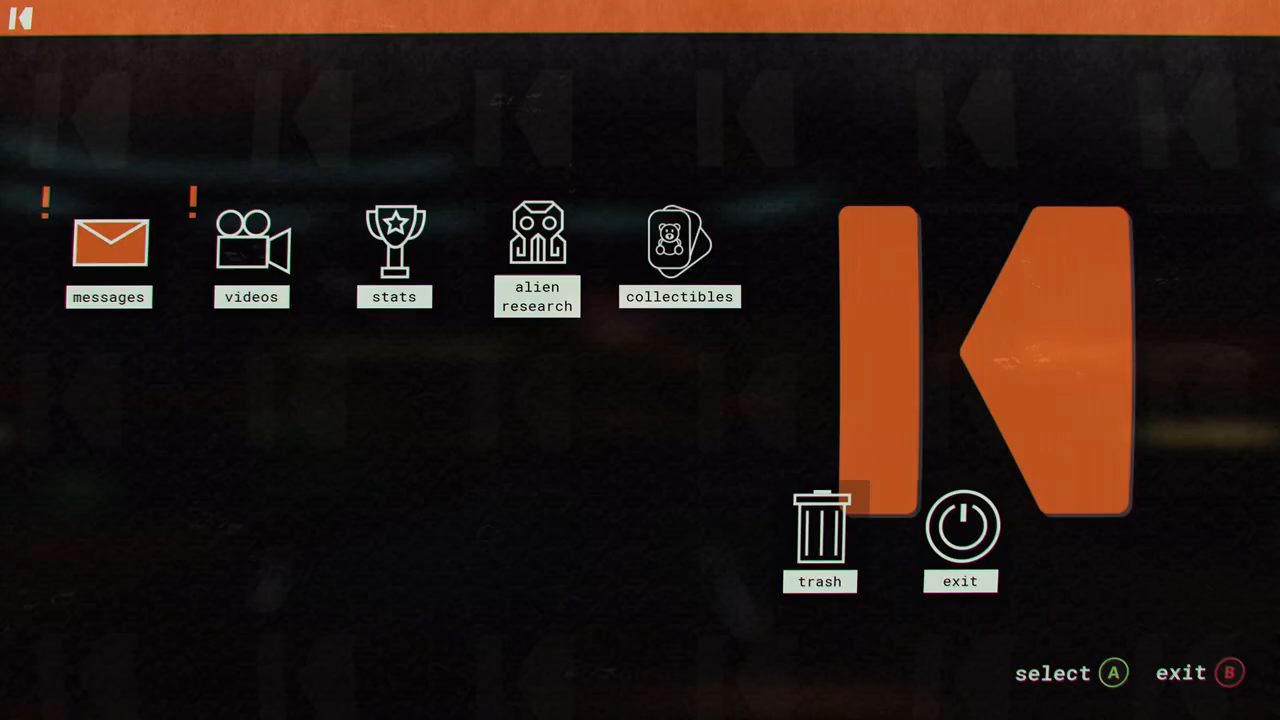 !
!
messages
videos
stats
alien
research
collectibles
trash
exit
select A
exit B